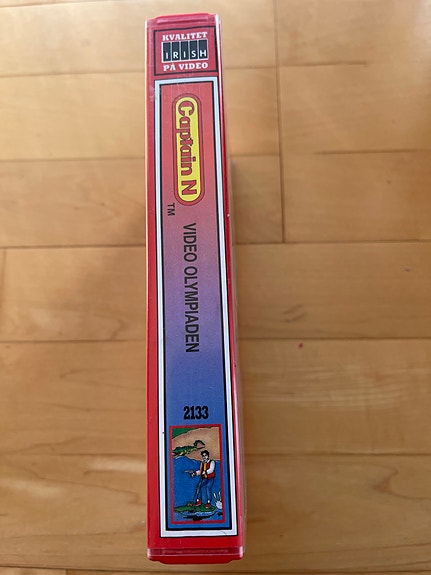 KVALITET
IRISH
PÅ VIDEO
Captain N
TM
VIDEO OLYMPIADEN
2133